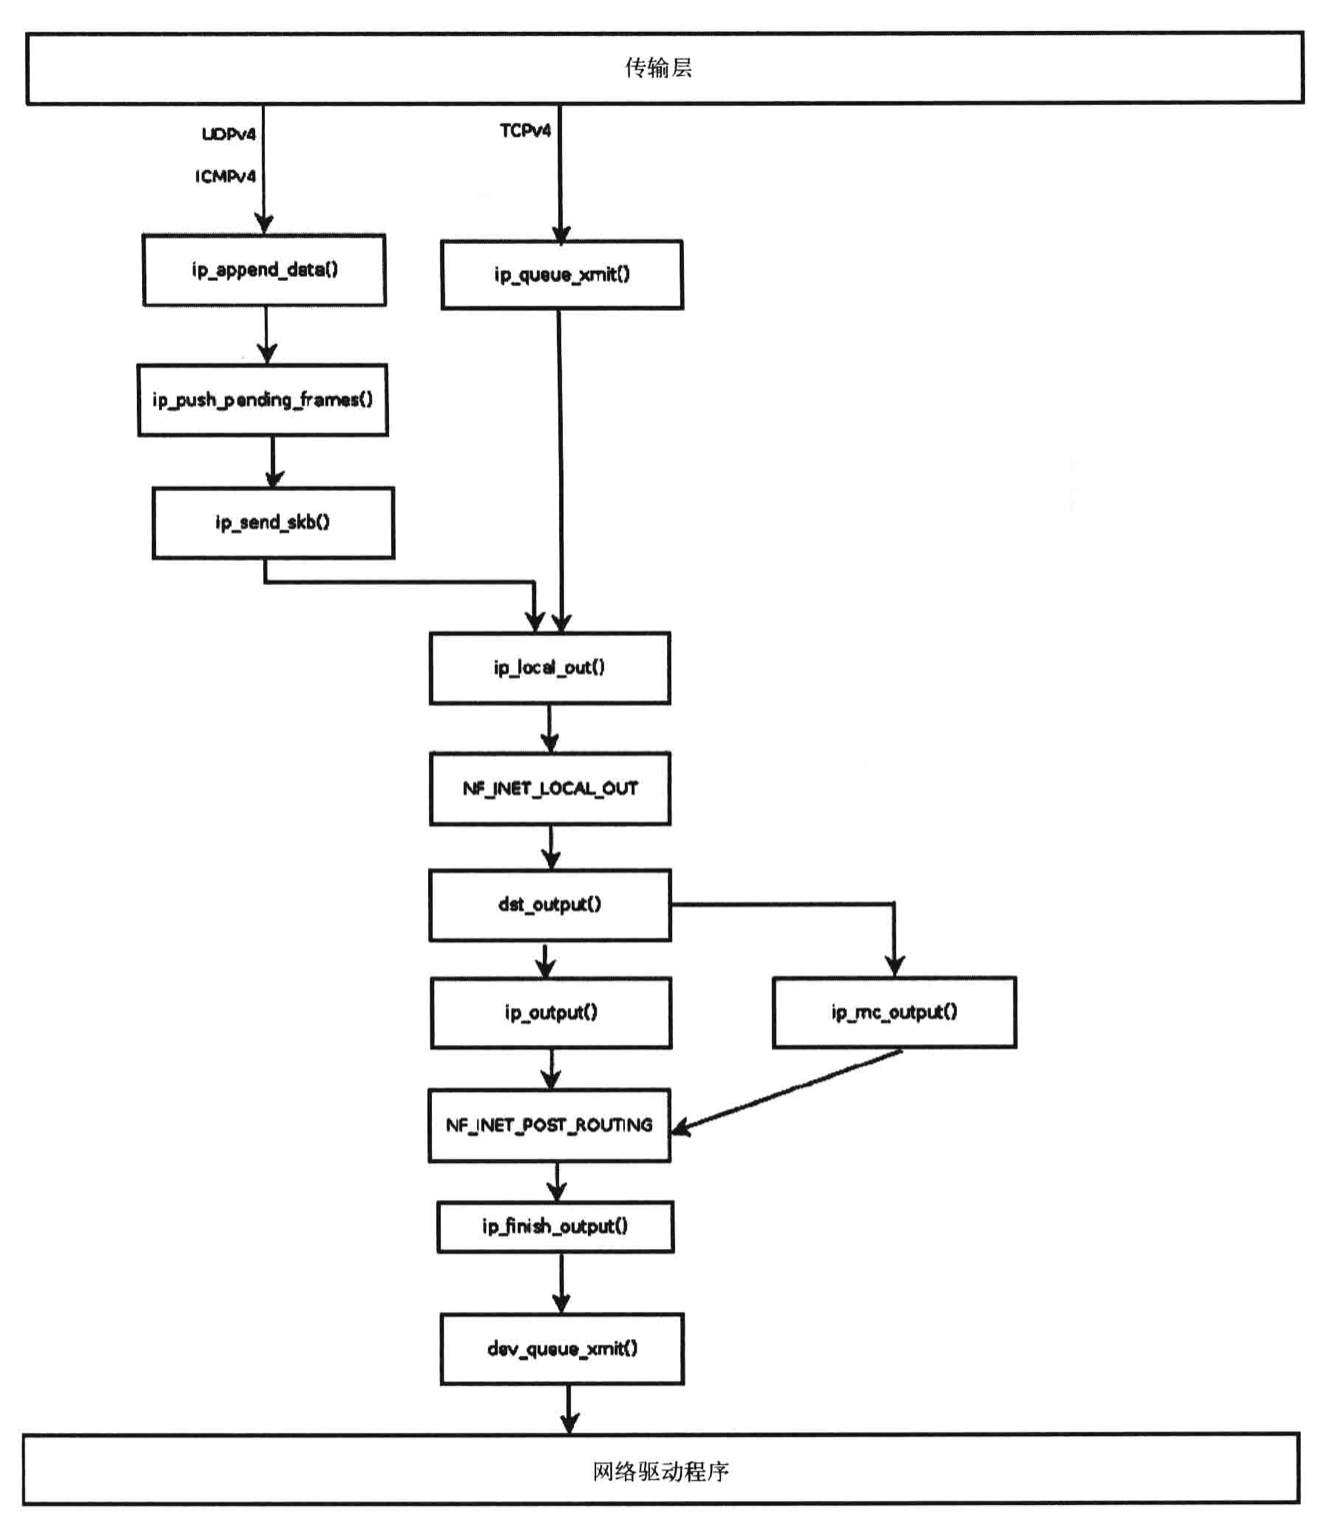 传输层
UDPv4
TCPv4
ICMPv4
ip_append_data()
ip_queue_xmit()
ip_push_pending_frames()
ip_send_skb()
ip_local_out()
NF_INET_LOCAL_OUT
dst_output()
ip_output()
ip_mc_output()
NF_INET_POST_ROUTING
ip_finish_output()
dev_queue_xmit()
网络驱动程序